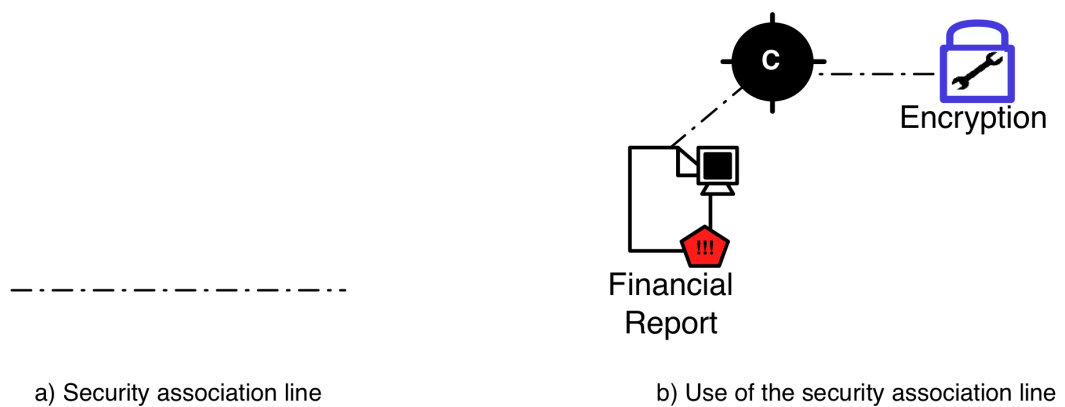 C
Encryption
!!!
Financial
Report
a) Security association line
b) Use of the security association line